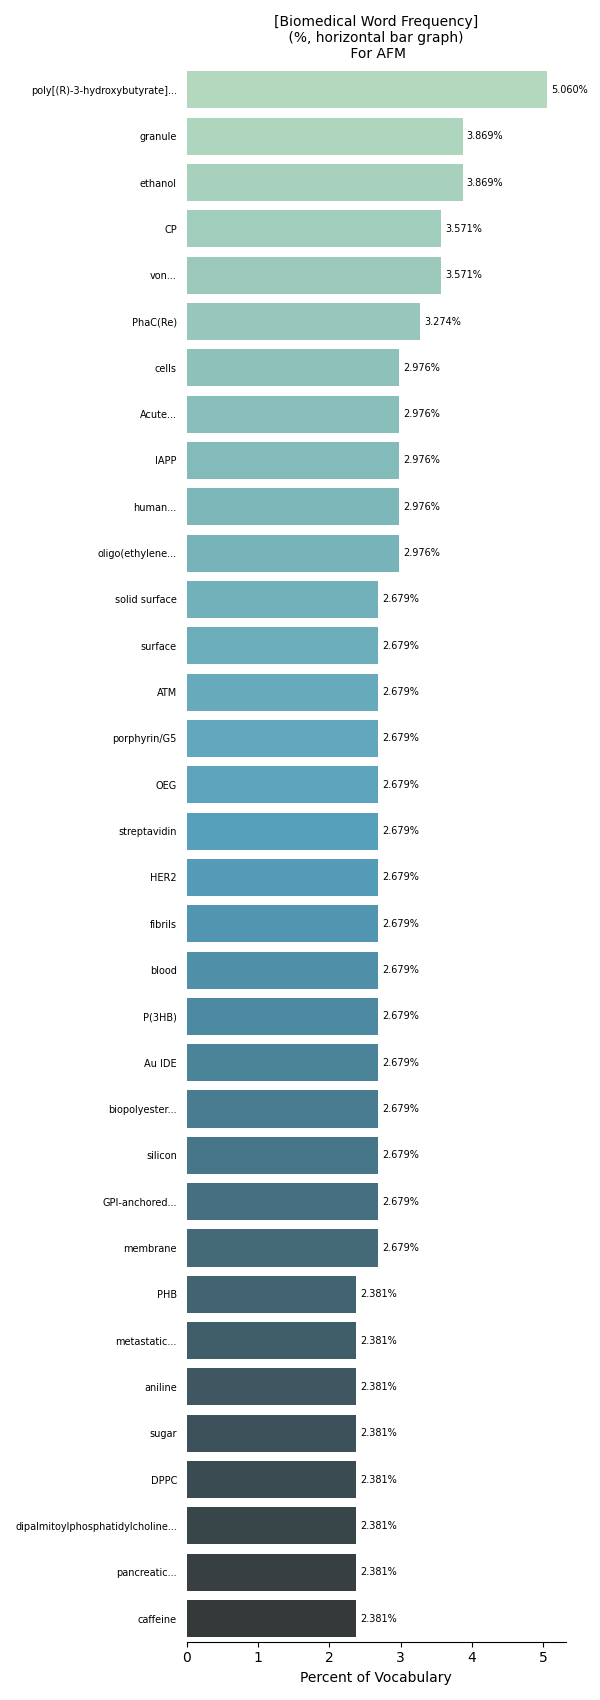 [Biomedical Word Frequency]
(%, horizontal bar graph)
For AFM
poly[(R)-3-hydroxybutyrate]... 5.060%
granule 3.869%
ethanol 3.869%
CP 3.571%
von... 3.571%
PhaC(Re) 3.274%
cells 2.976%
Acute... 2.976%
IAPP 2.976%
human... 2.976%
oligo(ethylene... 2.976%
solid surface 2.679%
surface 2.679%
ATM 2.679%
porphyrin/G5 2.679%
OEG 2.679%
streptavidin 2.679%
HER2 2.679%
fibrils 2.679%
blood 2.679%
P(3HB) 2.679%
Au IDE 2.679%
biopolyester... 2.679%
silicon 2.679%
GPI-anchored... 2.679%
membrane 2.679%
PHB 2.381%
metastatic... 2.381%
aniline 2.381%
sugar 2.381%
DPPC 2.381%
dipalmitoylphosphatidylcholine... 2.381%
pancreatic... 2.381%
caffeine 2.381%
0 1 2 3 4 5
Percent of Vocabulary